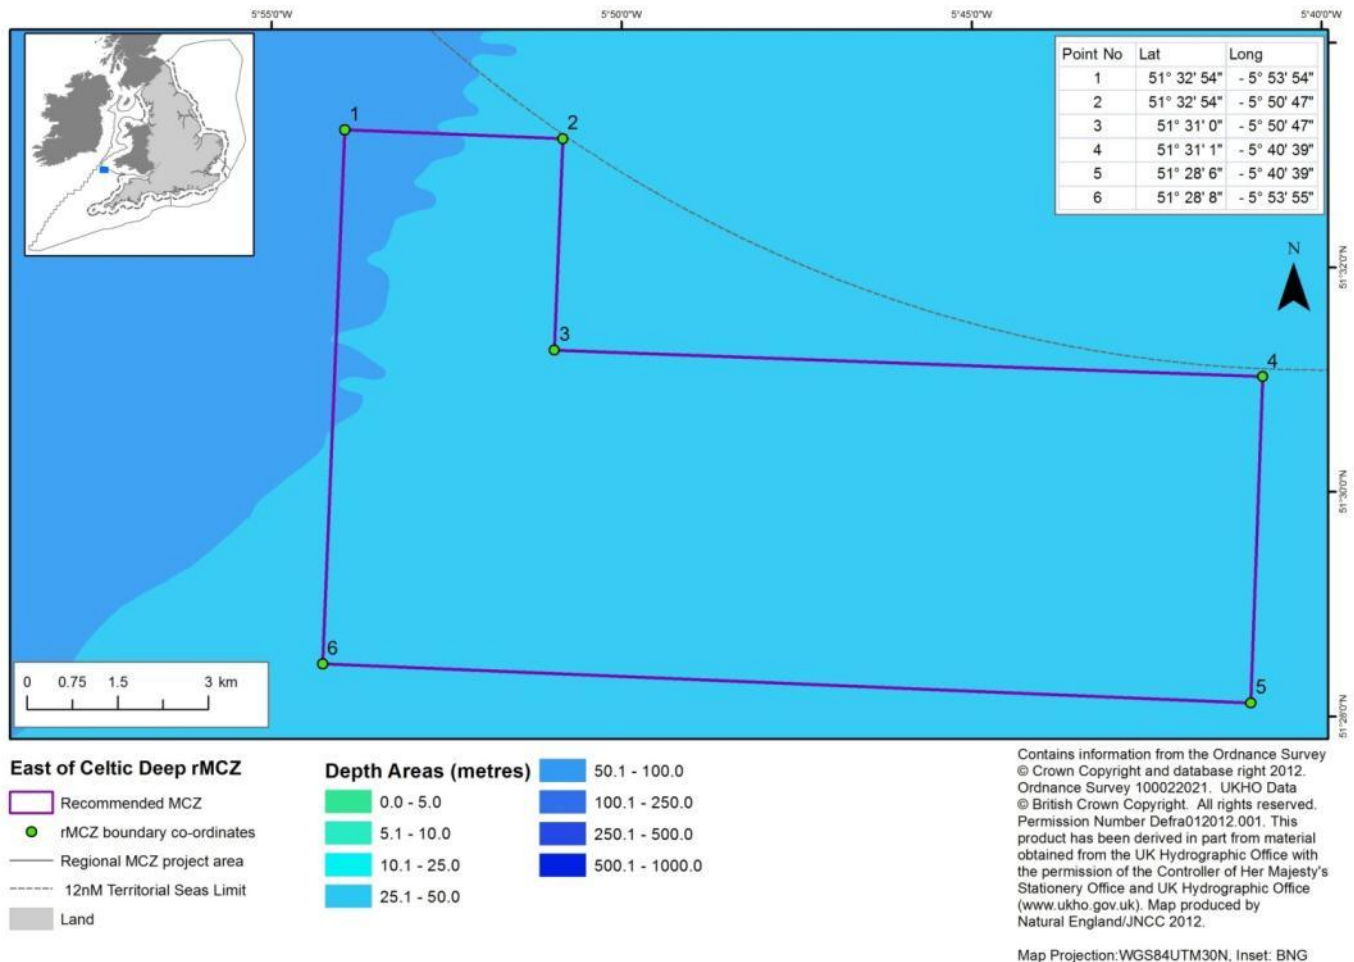 5°55'0"W 5°50'0"W 5°45'0"W 5°40'0"W
Point No Lat Long
1 51° 32' 54" - 5° 53' 54"
2 51° 32' 54" - 5° 50' 47"
3 51° 31' 0" - 5° 50' 47"
4 51° 31' 1" - 5° 40' 39"
5 51° 28' 6" - 5° 40' 39"
6 51° 28' 8" - 5° 53' 55"
1
2
N
51°32'0"N
3
4
51°30'0"N
6
5
51°28'0"N
0 0.75 1.5 3 km
East of Celtic Deep rMCZ
Recommended MCZ
rMCZ boundary co-ordinates
Regional MCZ project area
12nM Territorial Seas Limit
Land
Depth Areas (metres)
0.0 - 5.0
5.1 - 10.0
10.1 - 25.0
25.1 - 50.0
50.1 - 100.0
100.1 - 250.0
250.1 - 500.0
500.1 - 1000.0
Contains information from the Ordnance Survey
© Crown Copyright and database right 2012.
Ordnance Survey 100022021. UKHO Data
© British Crown Copyright. All rights reserved.
Permission Number Defra012012.001. This
product has been derived in part from material
obtained from the UK Hydrographic Office with
the permission of the Controller of Her Majesty's
Stationery Office and UK Hydrographic Office
(www.ukho.gov.uk). Map produced by
Natural England/JNCC 2012.
Map Projection:WGS84UTM30N, Inset: BNG